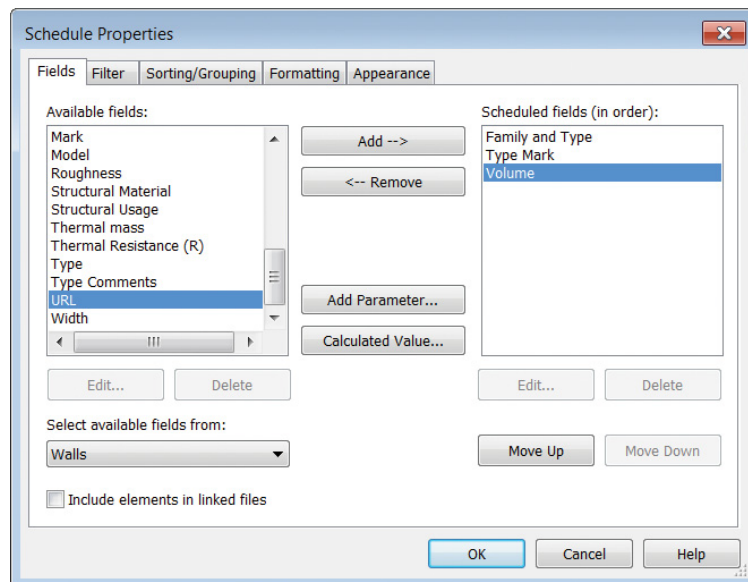 Schedule Properties
Fields Filter Sorting/Grouping Formatting Appearance
Available fields:
Mark
Model
Roughness
Structural Material
Structural Usage
Thermal mass
Thermal Resistance (R)
Type
Type Comments
URL
Width
Edit... Delete
Select available fields from:
Walls
Include elements in linked files
Add -->
<-- Remove
Add Parameter...
Calculated Value...
Scheduled fields (in order):
Family and Type
Type Mark
Volume
Edit... Delete
Move Up Move Down
OK Cancel Help